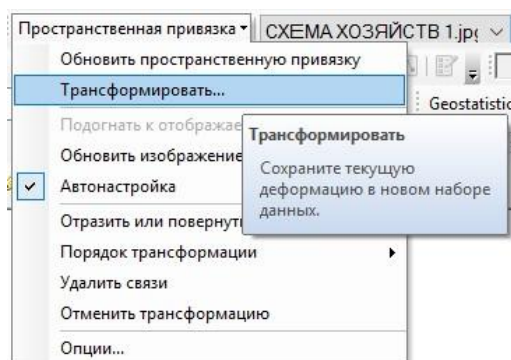 Пространственная привязка
СХЕМА ХОЗЯЙСТВ 1.jpg
Обновить пространственную привязку
Трансформировать...
Geostatistic
Подогнать к отображае
Трансформировать
Обновить изображение
Сохраните текущую
Автонастройка
деформацию в новом наборе
данных.
Отразить или повернуть
Порядок трансформации
Удалить связи
Отменить трансформацию
Опции...